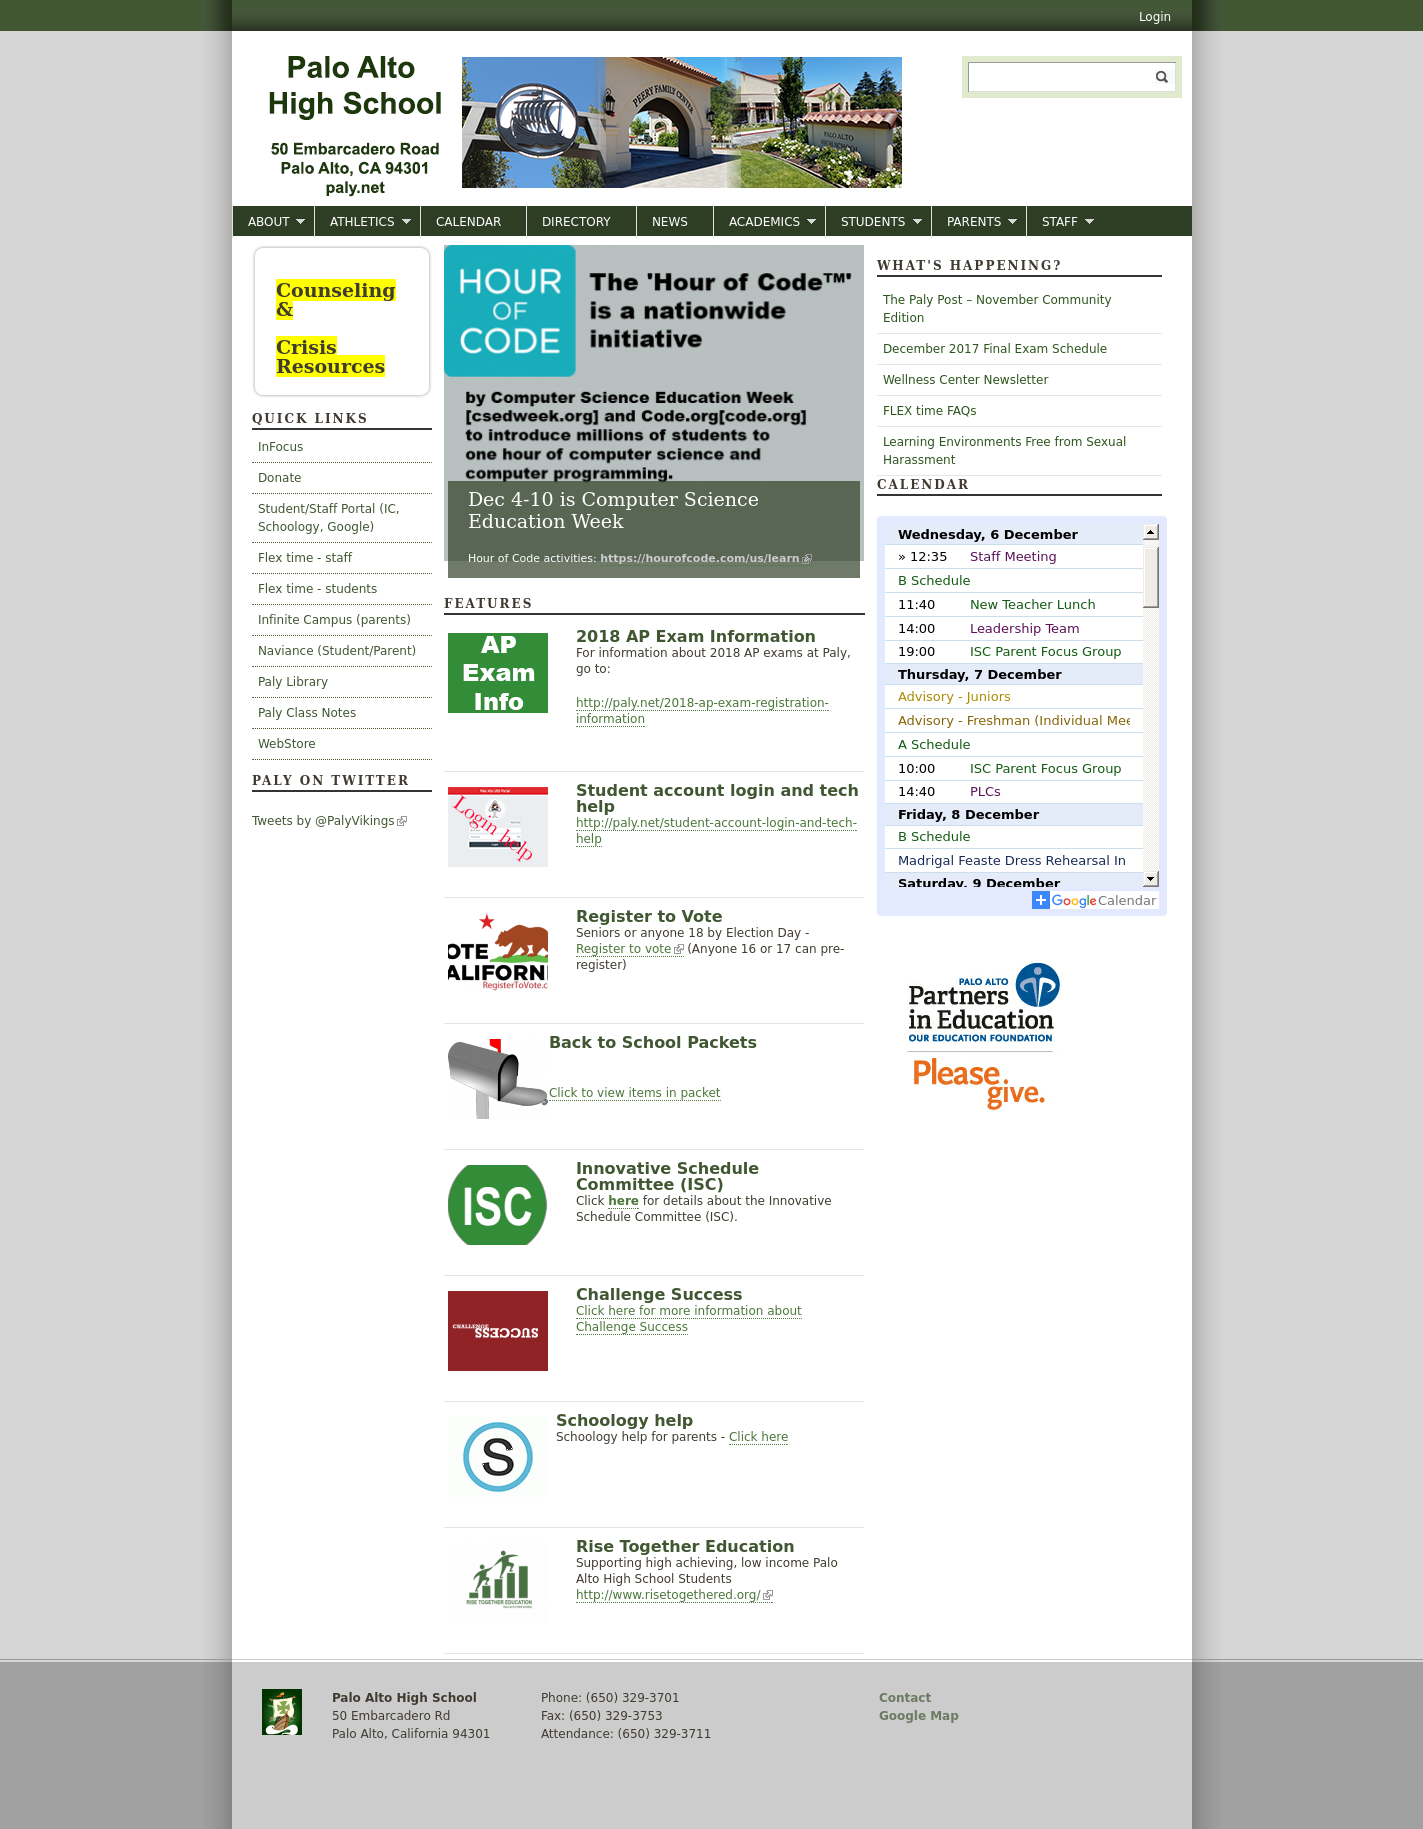 Login
Palo Alto
High School
50 Embarcadero Road
Palo Alto, CA 94301
paly.net
PEERY FAMILY CENTER
PALO ALTO
HIGH SCHOOL
ABOUT
ATHLETICS
CALENDAR
DIRECTORY
NEWS
ACADEMICS
STUDENTS
PARENTS
STAFF
Counseling
&
Crisis
Resources
QUICK LINKS
InFocus
Donate
Student/Staff Portal (IC,
Schoology, Google)
Flex time - staff
Flex time - students
Infinite Campus (parents)
Naviance (Student/Parent)
Paly Library
Paly Class Notes
WebStore
PALY ON TWITTER
Tweets by @PalyVikings
HOUR
OF
CODE
The 'Hour of Code™'
is a nationwide
initiative
by Computer Science Education Week
[csedweek.org] and Code.org[code.org]
to introduce millions of students to
one hour of computer science and
computer programming.
Dec 4-10 is Computer Science
Education Week
Hour of Code activities: https://hourofcode.com/us/learn
FEATURES
AP
Exam
Info
2018 AP Exam Information
For information about 2018 AP exams at Paly,
go to:
http://paly.net/2018-ap-exam-registration-
information
Login help
Student account login and tech
help
http://paly.net/student-account-login-and-tech-
help
OTE
ALIFORN
RegisterToVote.c
Register to Vote
Seniors or anyone 18 by Election Day -
Register to vote (Anyone 16 or 17 can pre-
register)
Back to School Packets
Click to view items in packet
ISC
Innovative Schedule
Committee (ISC)
Click here for details about the Innovative
Schedule Committee (ISC).
CHALLENGE
SUCCESS
Challenge Success
Click here for more information about
Challenge Success
S
Schoology help
Schoology help for parents - Click here
RISE TOGETHER EDUCATION
Rise Together Education
Supporting high achieving, low income Palo
Alto High School Students
http://www.risetogethered.org/
WHAT'S HAPPENING?
The Paly Post – November Community
Edition
December 2017 Final Exam Schedule
Wellness Center Newsletter
FLEX time FAQs
Learning Environments Free from Sexual
Harassment
CALENDAR
Wednesday, 6 December
» 12:35 Staff Meeting
B Schedule
11:40 New Teacher Lunch
14:00 Leadership Team
19:00 ISC Parent Focus Group
Thursday, 7 December
Advisory - Juniors
Advisory - Freshman (Individual Mee
A Schedule
10:00 ISC Parent Focus Group
14:40 PLCs
Friday, 8 December
B Schedule
Madrigal Feaste Dress Rehearsal In
Saturday, 9 December
Google Calendar
PALO ALTO
Partners
in Education
OUR EDUCATION FOUNDATION
Please
give.
Palo Alto High School
50 Embarcadero Rd
Palo Alto, California 94301
Phone: (650) 329-3701
Fax: (650) 329-3753
Attendance: (650) 329-3711
Contact
Google Map